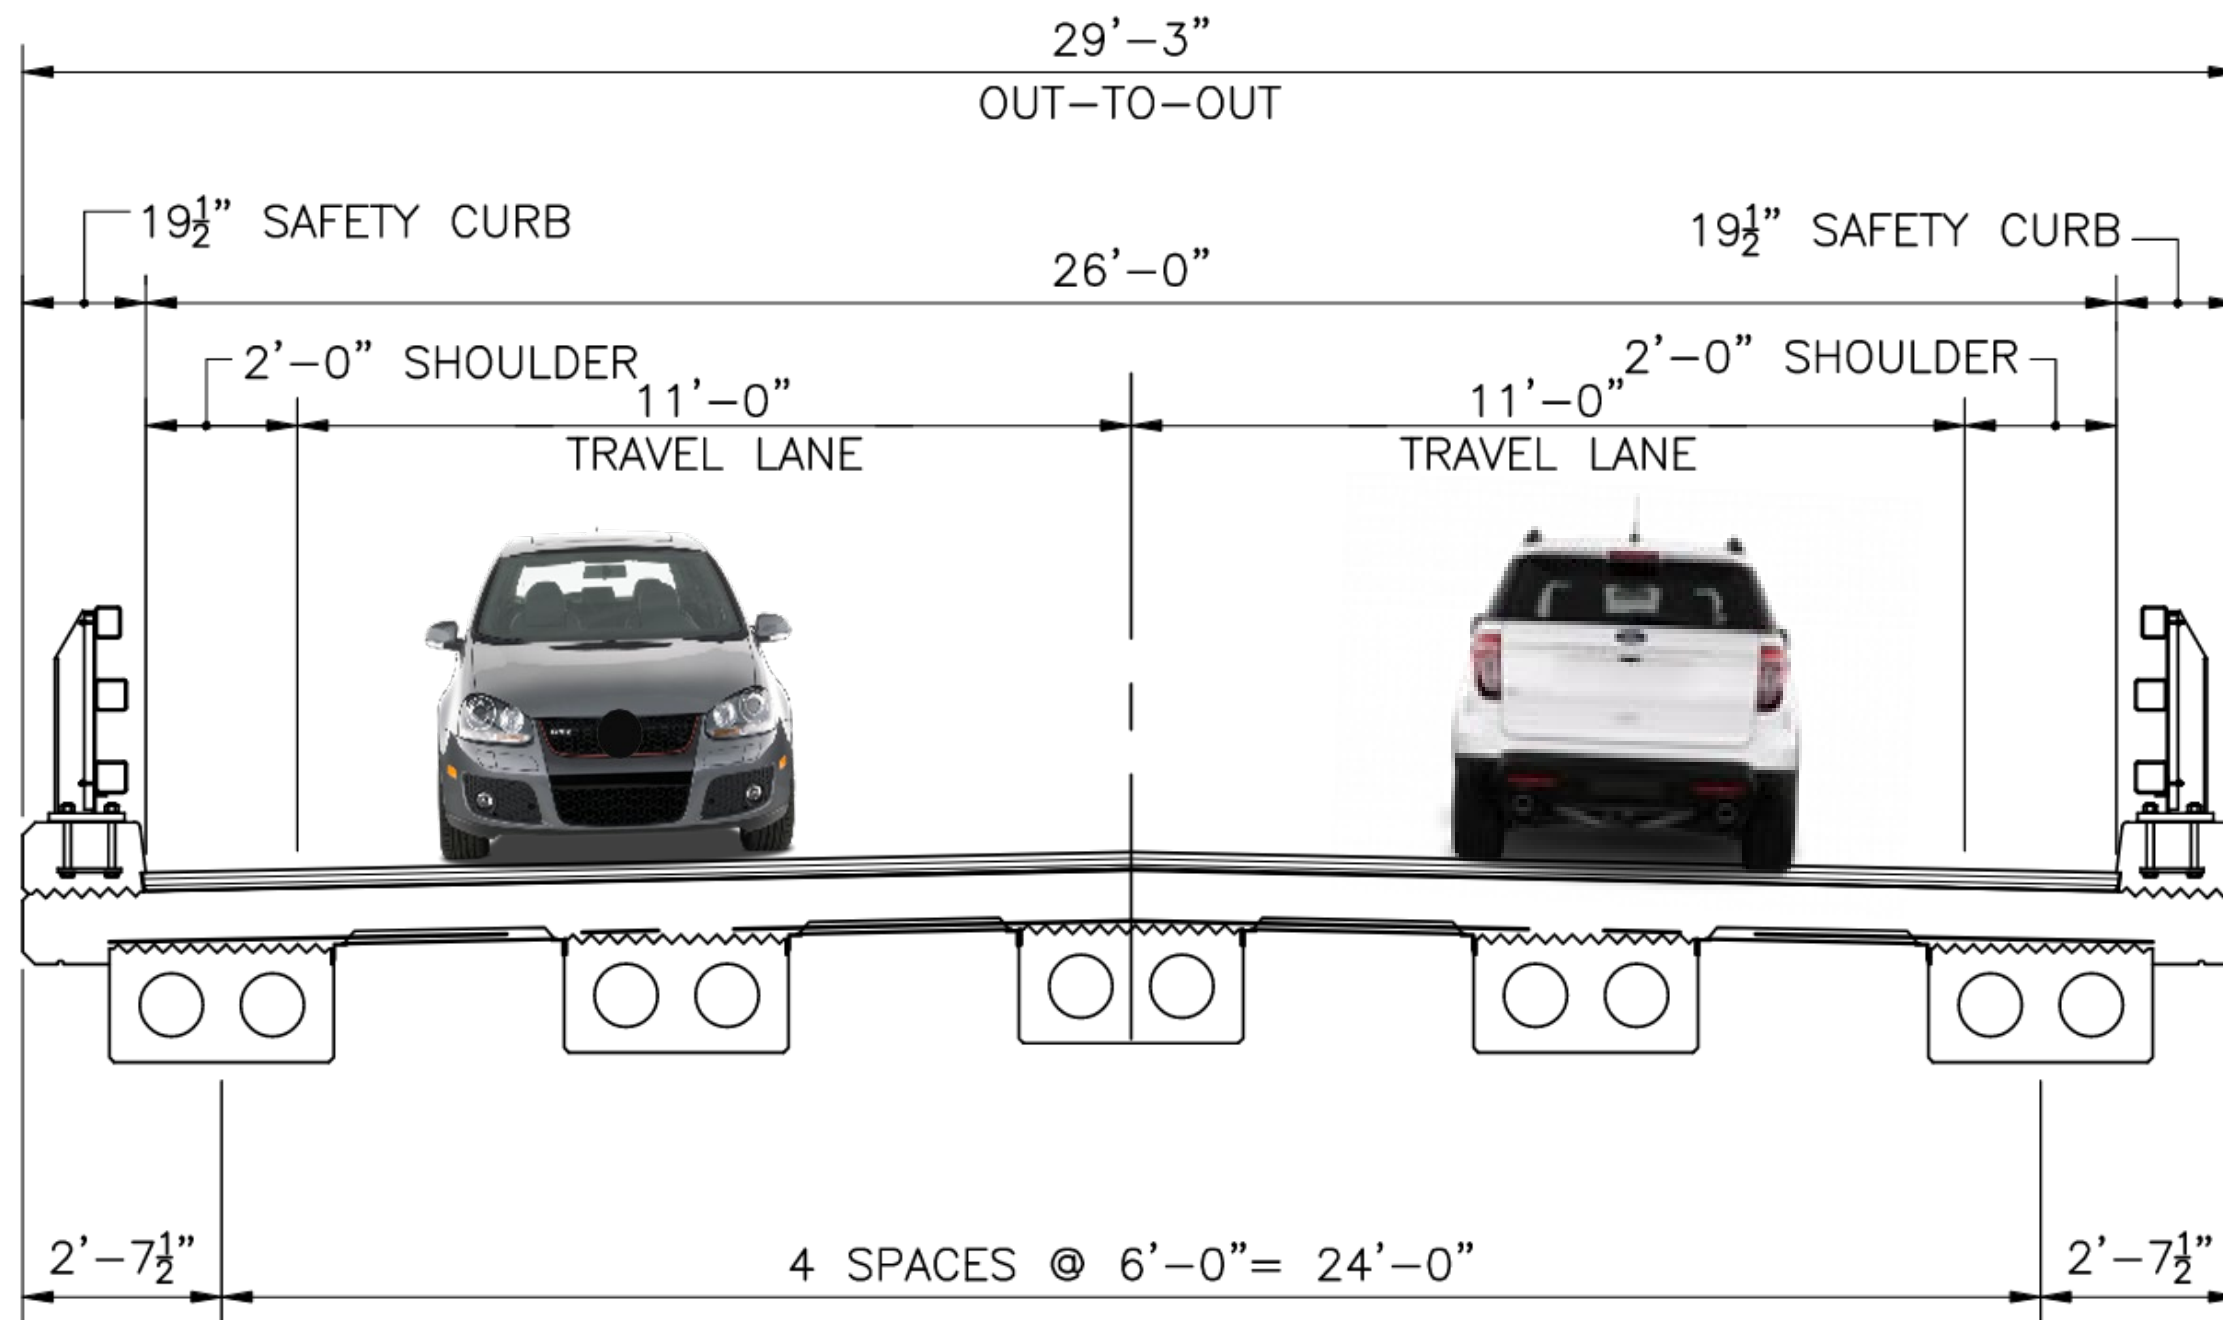 29'-3"
OUT-TO-OUT
19½" SAFETY CURB
19½" SAFETY CURB
26'-0"
2'-0" SHOULDER
2'-0" SHOULDER
11'-0"
11'-0"
TRAVEL LANE
TRAVEL LANE
2'-7½"
4 SPACES @ 6'-0"= 24'-0"
2'-7½"